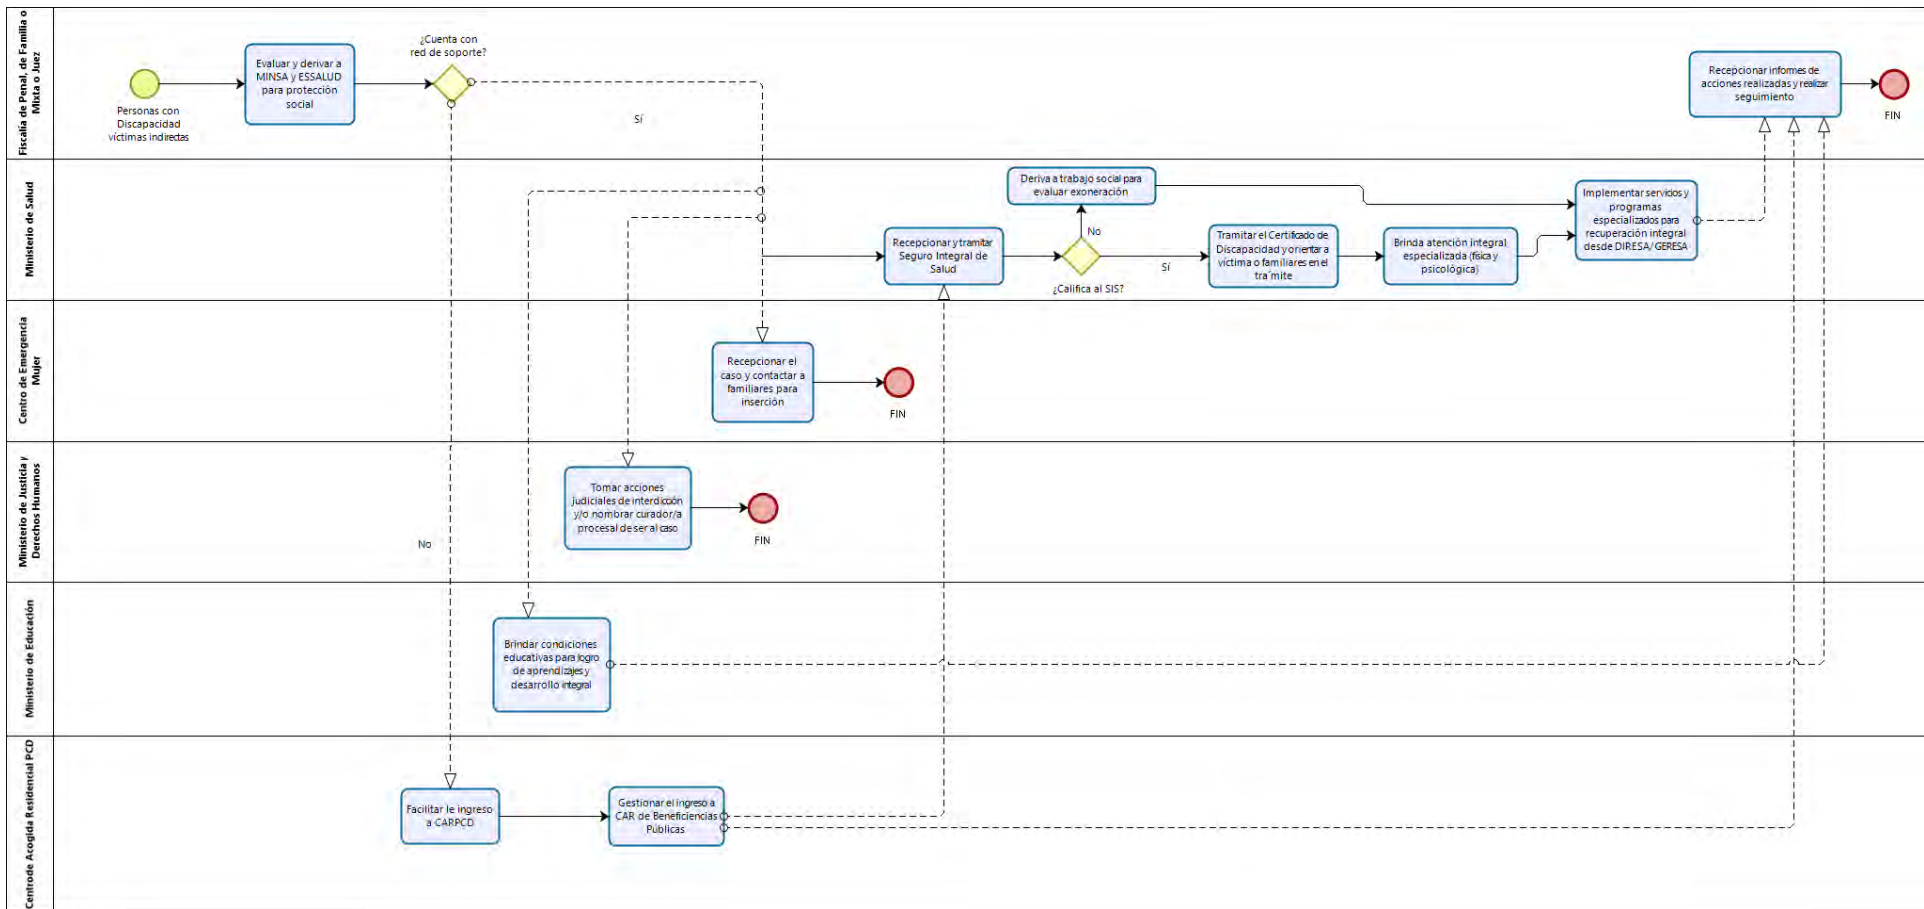 Fiscalía de Penal, de Familia o
Mixta o Juez
Personas con
Discapacidad
víctimas indirectas
Evaluar y derivar a
MINSA y ESSALUD
para protección
social
¿Cuenta con
red de soporte?
Sí
No
Recepcionar informes de
acciones realizadas y realizar
seguimiento
FIN
Ministerio de Salud
Recepcionar y tramitar
Seguro Integral de
Salud
¿Califica al SIS?
No
Sí
Deriva a trabajo social para
evaluar exoneración
Tramitar el Certificado de
Discapacidad y orientar a
víctima o familiares en el
tra´mite
Brinda atención integral
especializada (física y
psicológica)
Implementar servicios y
programas
especializados para
recuperación integral
desde DIRESA/ GERESA
Centro de Emergencia
Mujer
Recepcionar el
caso y contactar a
familiares para
inserción
FIN
Ministerio de Justicia y
Derechos Humanos
Tomar acciones
judiciales de interdicción
y/o nombrar curador/a
procesal de ser al caso
FIN
Ministerio de Educación
Brindar condiciones
educativas para logro
de aprendizajes y
desarrollo integral
Centrode Acogida Residencial PCD
Facilitar le ingreso
a CARPCD
Gestionar el ingreso a
CAR de Beneficiencias
Públicas